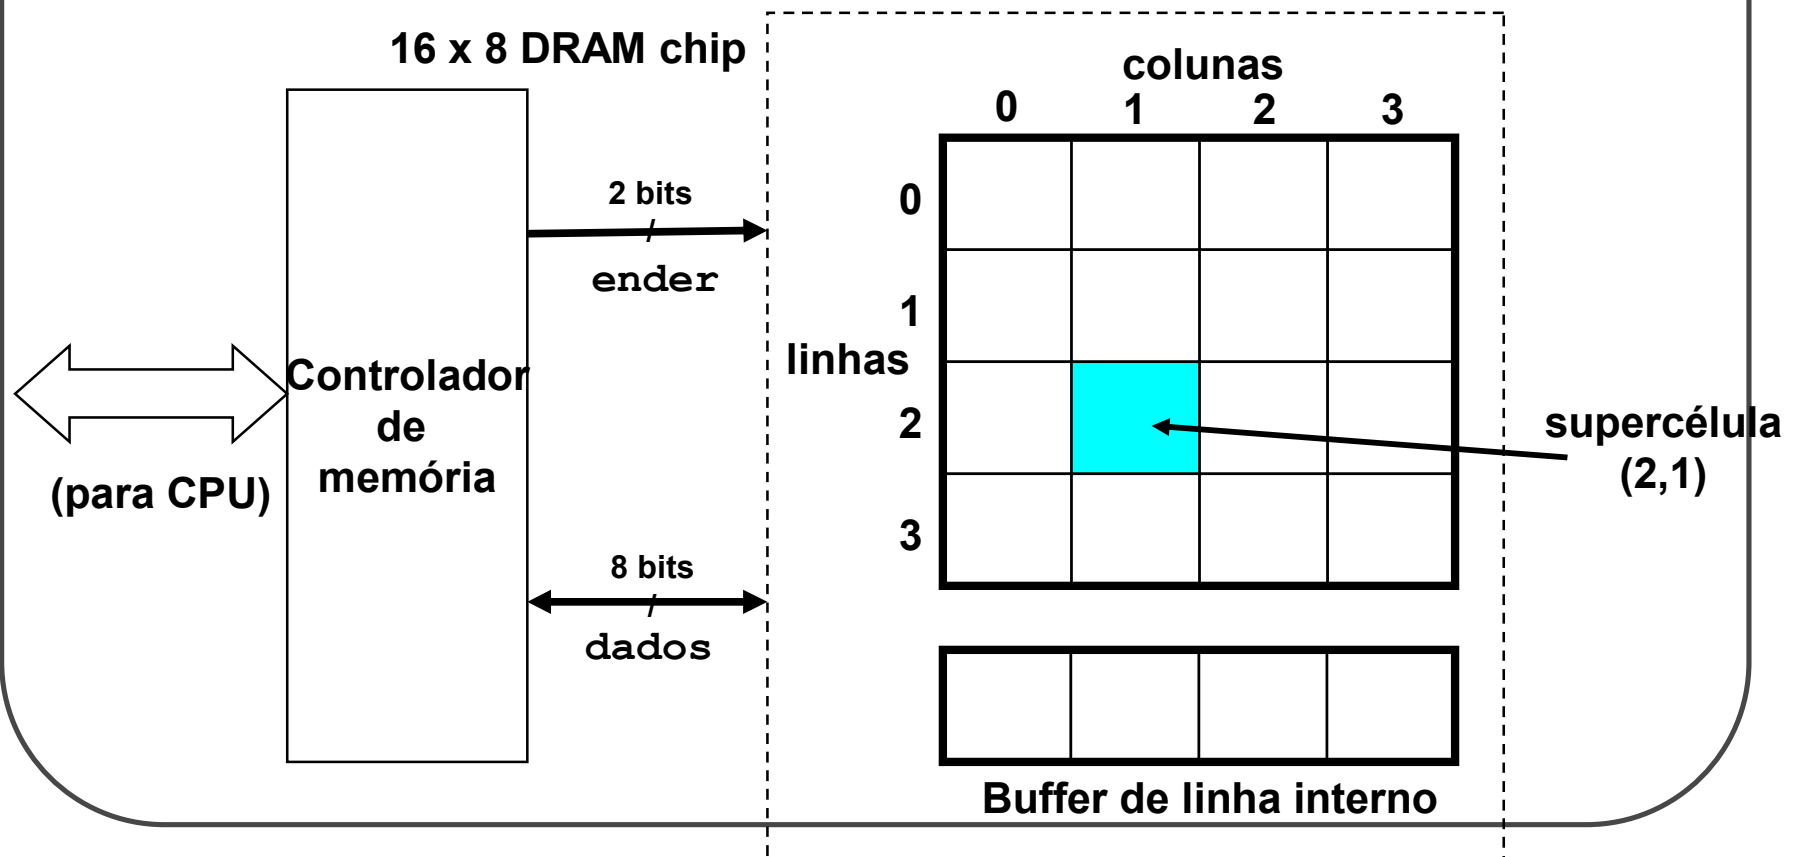 16 x 8 DRAM chip
colunas
0 1 2 3
0
2 bits
ender
1
linhas
Controlador
de
memória
2
supercélula
(2,1)
(para CPU)
3
8 bits
dados
Buffer de linha interno